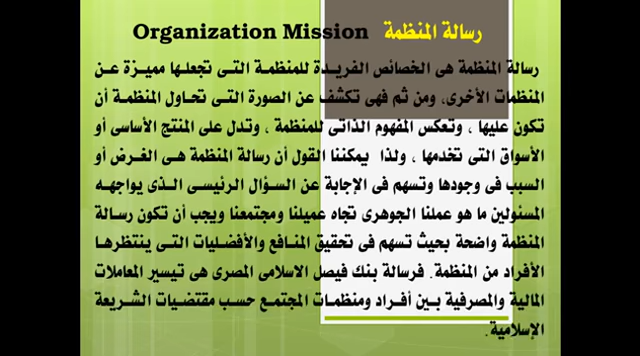 رسالة المنظمة Organization Mission
رسالة المنظمة هى الخصائص الفريدة للمنظمة التى تجعلها مميزة عن
المنظمات الأخرى، ومن ثم فهى تكشف عن الصورة التى تحاول المنظمة أن
تكون عليها ، وتعكس المفهوم الذاتى للمنظمة ، وتدل على المنتج الأساسى أو
الأسواق التى تخدمها ، ولذا يمكننا القول أن رسالة المنظمة هى الغرض أو
السبب فى وجودها وتسهم فى الإجابة عن السؤال الرئيسى الذى يواجهه
المسئولين ما هو عملنا الجوهرى تجاه عميلنا ومجتمعنا ويجب أن تكون رسالة
المنظمة واضحة بحيث تسهم فى تحقيق المنافع والأفضليات التى ينتظرها
الأفراد من المنظمة. فرسالة بنك فيصل الاسلامى المصرى هى تيسير المعاملات
المالية والمصرفية بين أفراد ومنظمات المجتمع حسب مقتضيات الشريعة
الإسلامية.